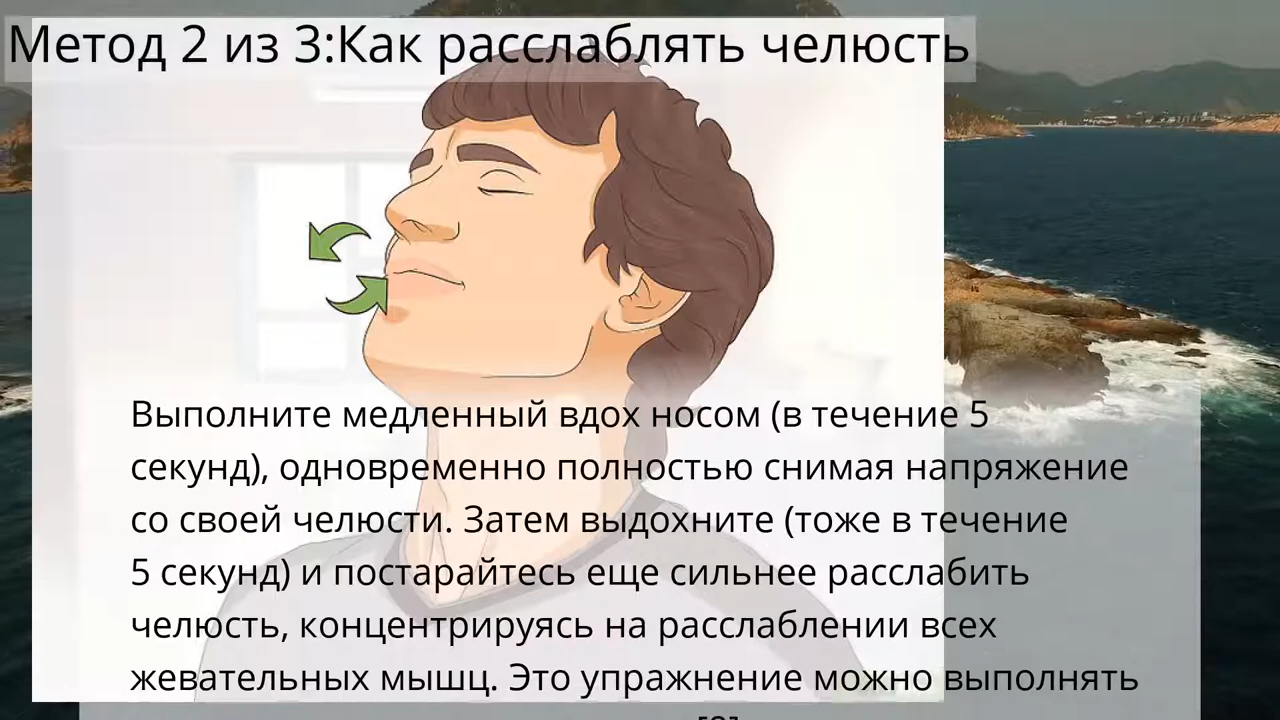 Метод 2 из 3:Как расслаблять челюсть
Выполните медленный вдох носом (в течение 5
секунд), одновременно полностью снимая напряжение
со своей челюсти. Затем выдохните (тоже в течение
5 секунд) и постарайтесь еще сильнее расслабить
челюсть, концентрируясь на расслаблении всех
жевательных мышц. Это упражнение можно выполнять